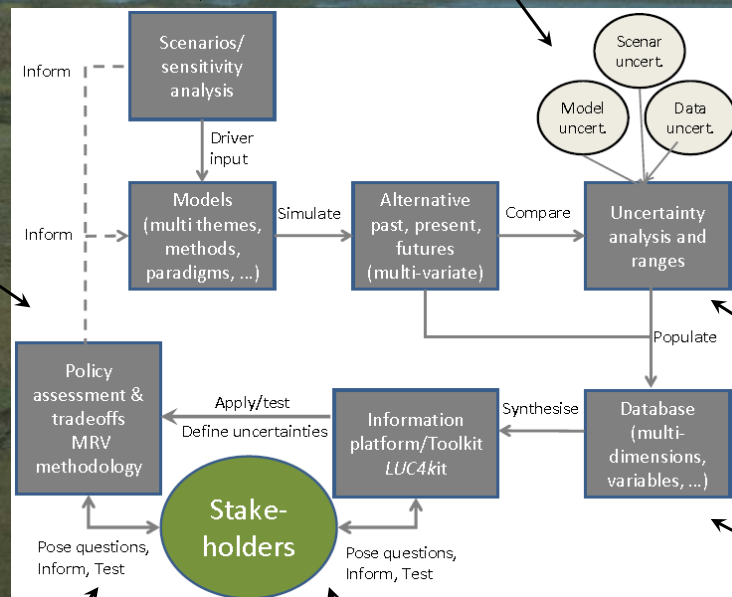 Scenarios/
sensitivity
analysis
Inform
Scenar
uncert.
Model
uncert.
Data
uncert.
Driver
input
Inform
Models
(multi themes,
methods,
paradigms, ...)
Simulate
Alternative
past, present,
futures
(multi-variate)
Compare
Uncertainty
analysis and
ranges
Populate
Policy
assessment &
tradeoffs
MRV
methodology
Apply/test
Define uncertainties
Information
platform/Toolkit
LUC4kit
Synthesise
Database
(multi-
dimensions,
variables, ...)
Stake-
holders
Pose questions,
Inform, Test
Pose questions,
Inform, Test